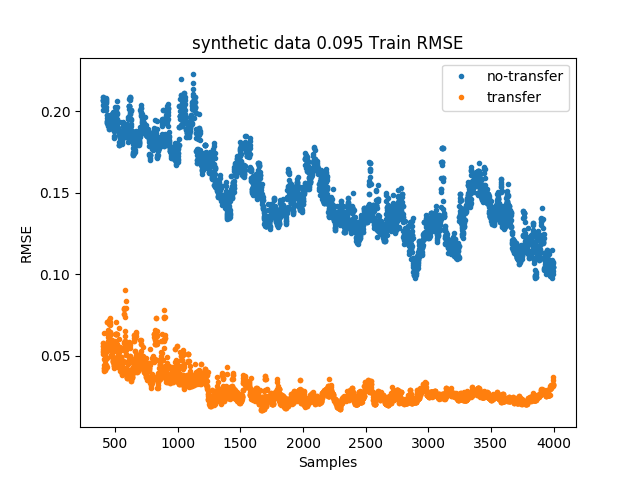 synthetic data 0.095 Train RMSE
no-transfer
transfer
RMSE
0.20
0.15
0.10
0.05
500 1000 1500 2000 2500 3000 3500 4000
Samples